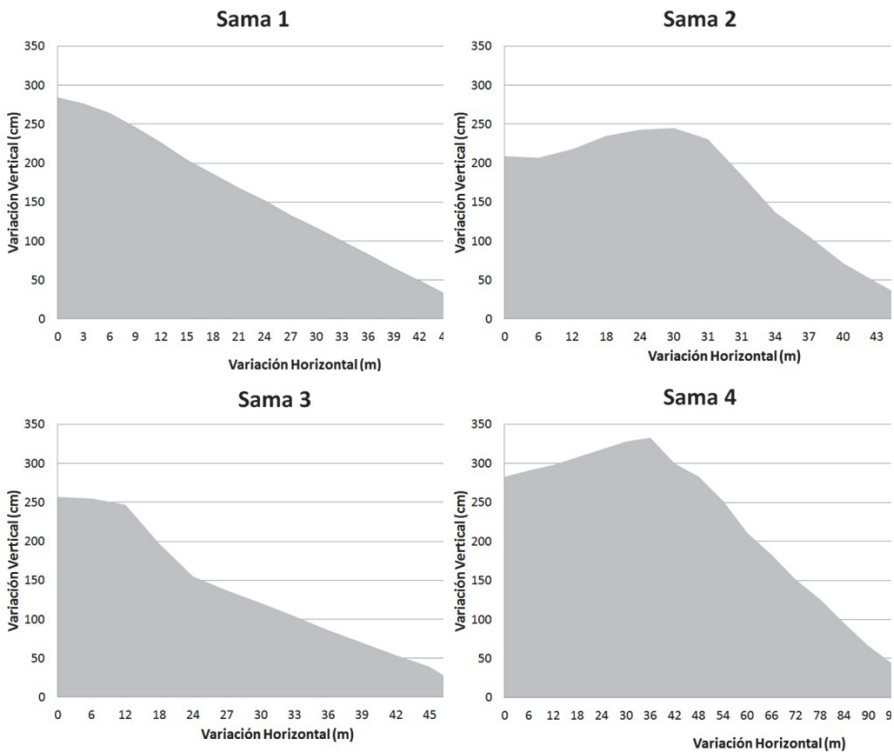 Sama 1
Variación Vertical (cm)
350
300
250
200
150
100
50
0
0 3 6 9 12 15 18 21 24 27 30 33 36 39 42 4
Variación Horizontal (m)
Sama 2
Variación Vertical (cm)
350
300
250
200
150
100
50
0
0 6 12 18 24 30 31 31 34 37 40 43
Variación Horizontal (m)
Sama 3
Variación Vertical (cm)
350
300
250
200
150
100
50
0
0 6 12 18 24 27 30 33 36 39 42 45
Variación Horizontal (m)
Sama 4
Variación Vertical (cm)
350
300
250
200
150
100
50
0
0 6 12 18 24 30 36 42 48 54 60 66 72 78 84 90 9
Variación Horizontal (m)